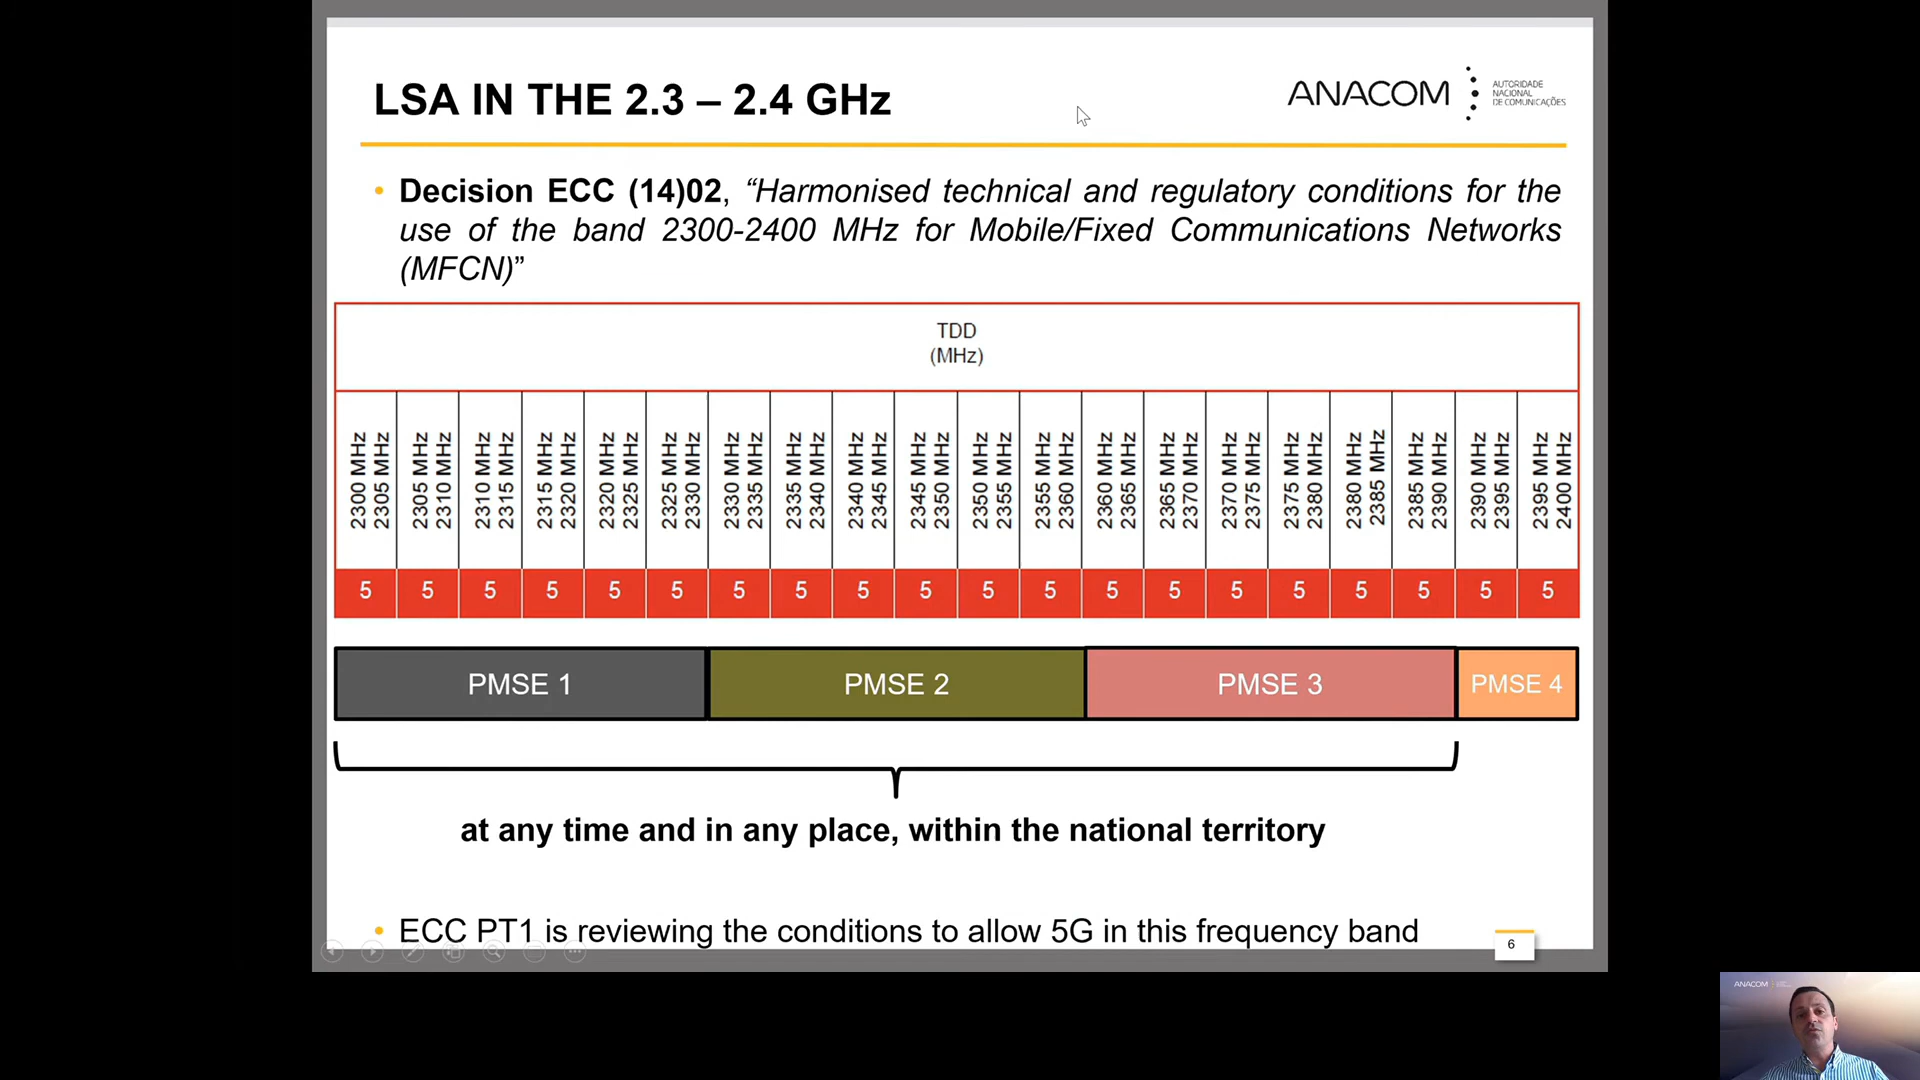 LSA IN THE 2.3 – 2.4 GHz
ANACOM
AUTORIDADE
NACIONAL
DE COMUNICAÇÕES
• Decision ECC (14)02, “Harmonised technical and regulatory conditions for the
use of the band 2300-2400 MHz for Mobile/Fixed Communications Networks
(MFCN)”
TDD
(MHz)
2300 MHz
2305 MHz
2305 MHz
2310 MHz
2310 MHz
2315 MHz
2315 MHz
2320 MHz
2320 MHz
2325 MHz
2325 MHz
2330 MHz
2330 MHz
2335 MHz
2335 MHz
2340 MHz
2340 MHz
2345 MHz
2345 MHz
2350 MHz
2350 MHz
2355 MHz
2355 MHz
2360 MHz
2360 MHz
2365 MHz
2365 MHz
2370 MHz
2370 MHz
2375 MHz
2375 MHz
2380 MHz
2380 MHz
2385 MHz
2385 MHz
2390 MHz
2390 MHz
2395 MHz
2395 MHz
2400 MHz
5 5 5 5 5 5 5 5 5 5 5 5 5 5 5 5 5 5 5 5
PMSE 1 PMSE 2 PMSE 3 PMSE 4
at any time and in any place, within the national territory
• ECC PT1 is reviewing the conditions to allow 5G in this frequency band
6
ANACOM